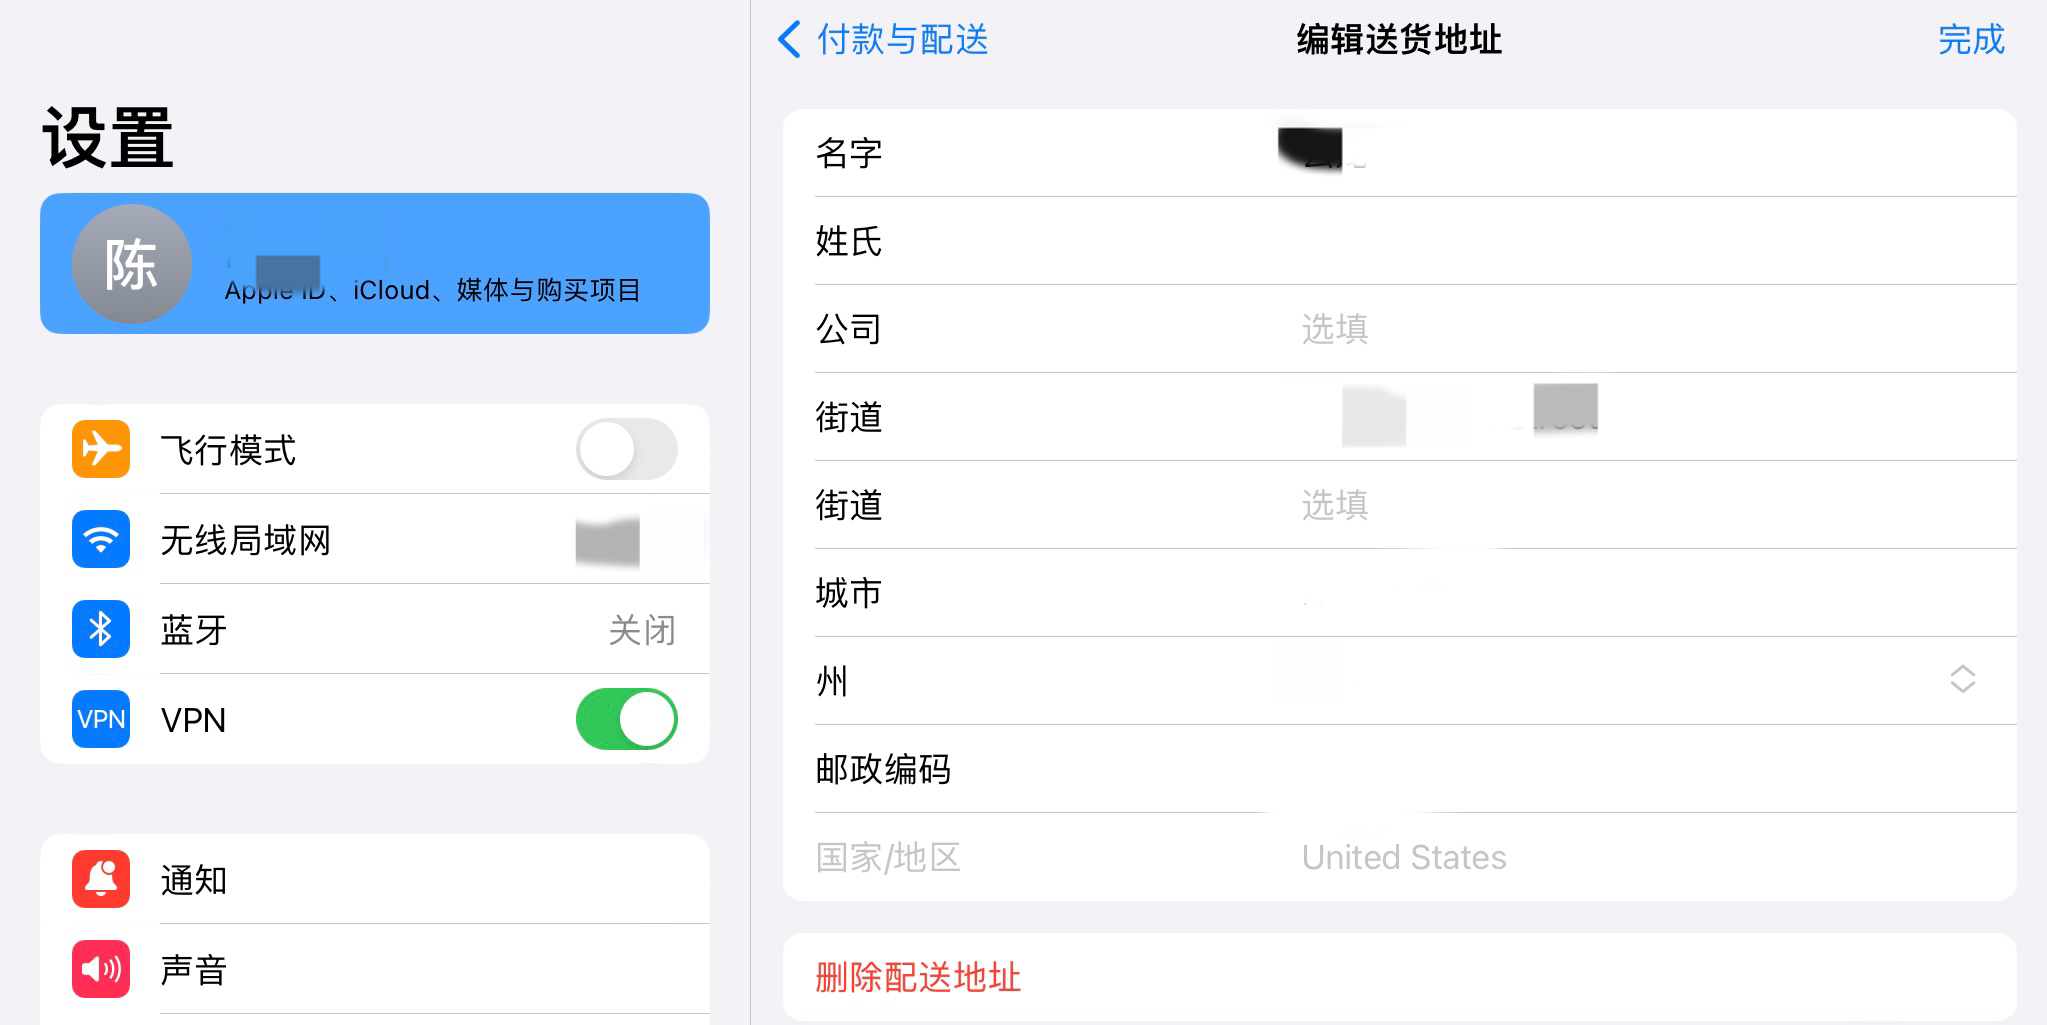 设置
陈
Apple ID、iCloud、媒体与购买项目
飞行模式
无线局域网
蓝牙
关闭
VPN
VPN
通知
声音
付款与配送
编辑送货地址
完成
名字
姓氏
公司
选填
街道
街道
选填
城市
州
邮政编码
国家/地区
United States
删除配送地址